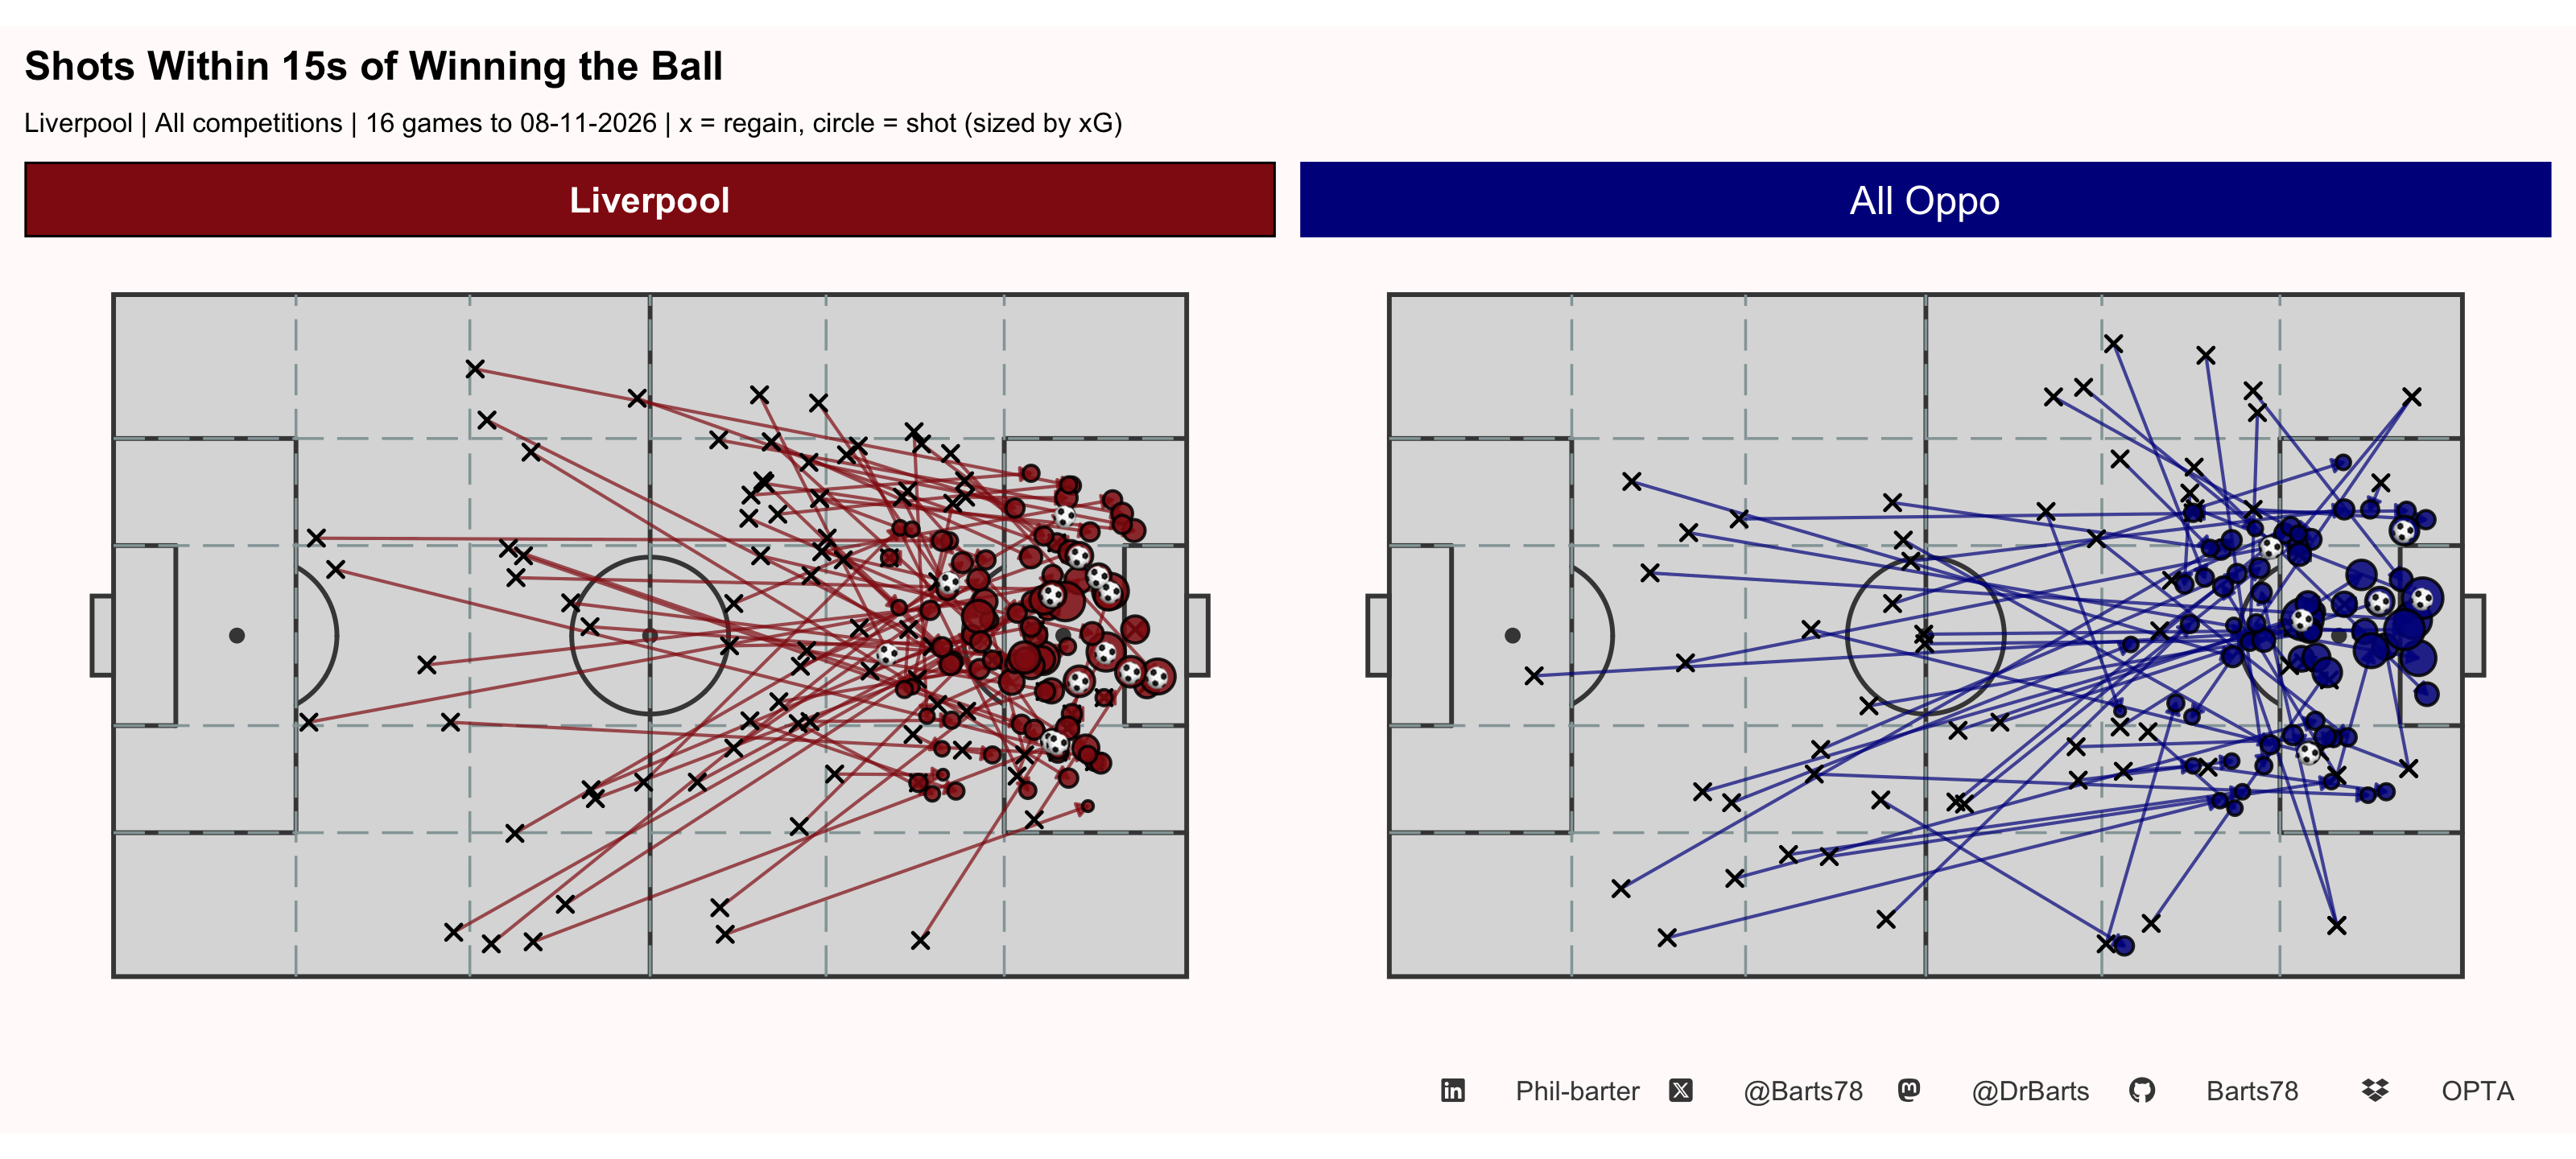 Shots Within 15s of Winning the Ball
Liverpool | All competitions | 16 games to 08-11-2026 | x = regain, circle = shot (sized by xG)
Liverpool
All Oppo
Phil-barter @Barts78 @DrBarts Barts78 OPTA